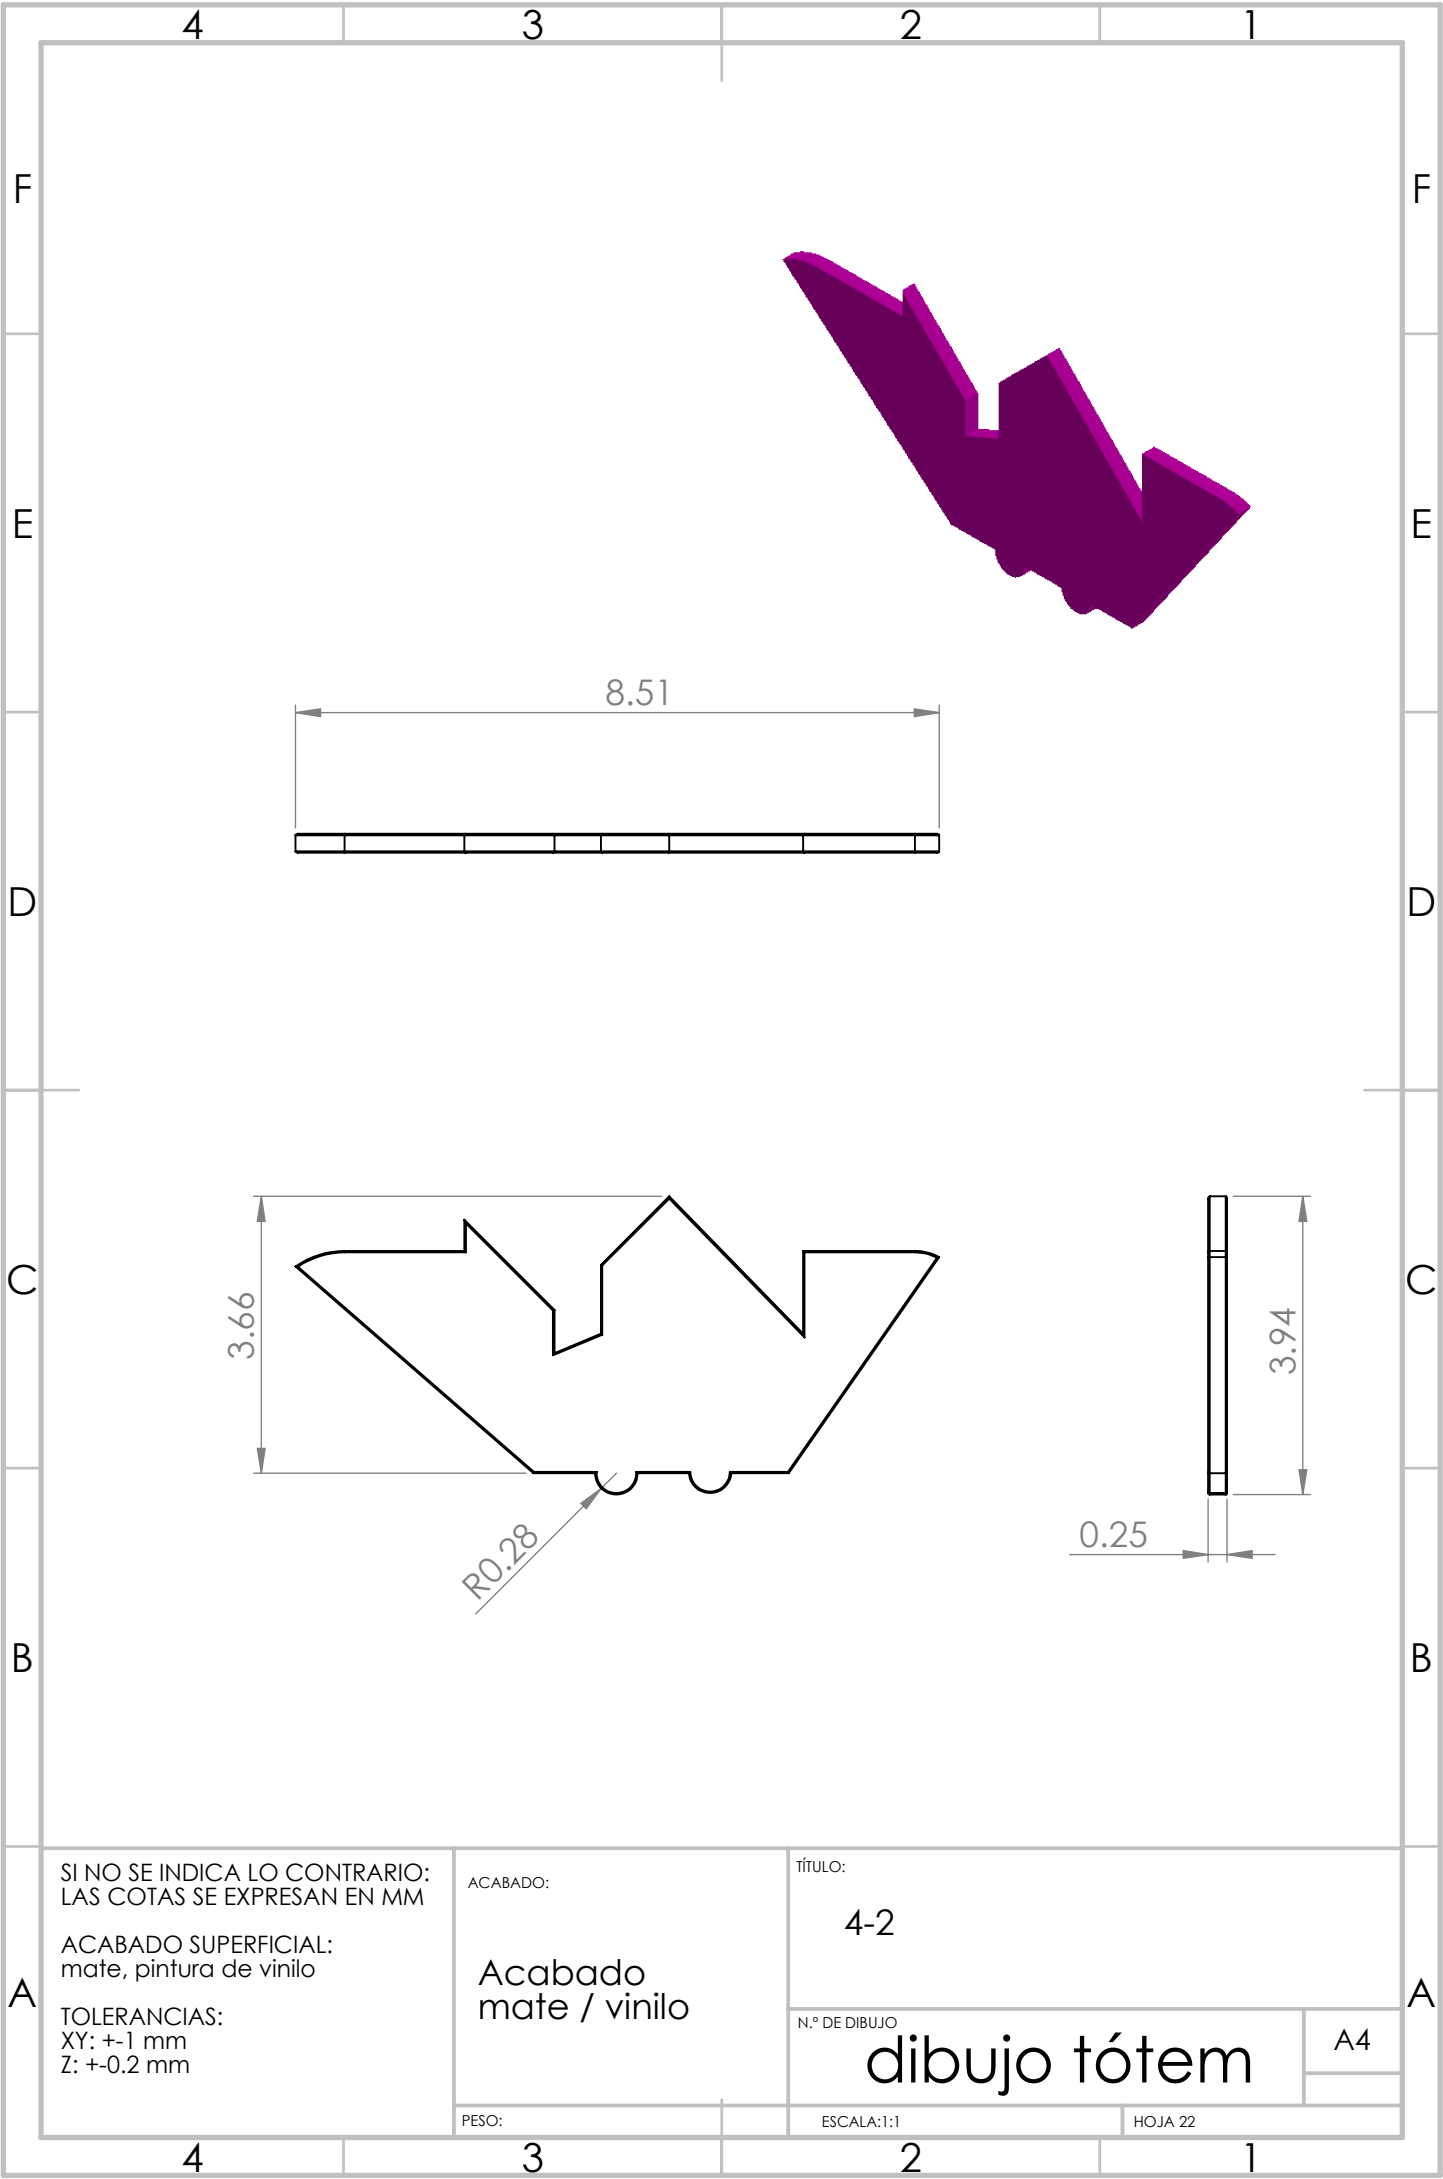 4 3 2 1
F F
E E
8.51
D D
C C
3.66
3.94
R0.28
0.25
B B
A A
SI NO SE INDICA LO CONTRARIO:
LAS COTAS SE EXPRESAN EN MM
ACABADO SUPERFICIAL:
mate, pintura de vinilo
TOLERANCIAS:
XY: +-1 mm
Z: +-0.2 mm
ACABADO:
Acabado
mate / vinilo
PESO:
TÍTULO:
4-2
N.º DE DIBUJO
dibujo tótem
A4
ESCALA:1:1
HOJA 22
4 3 2 1